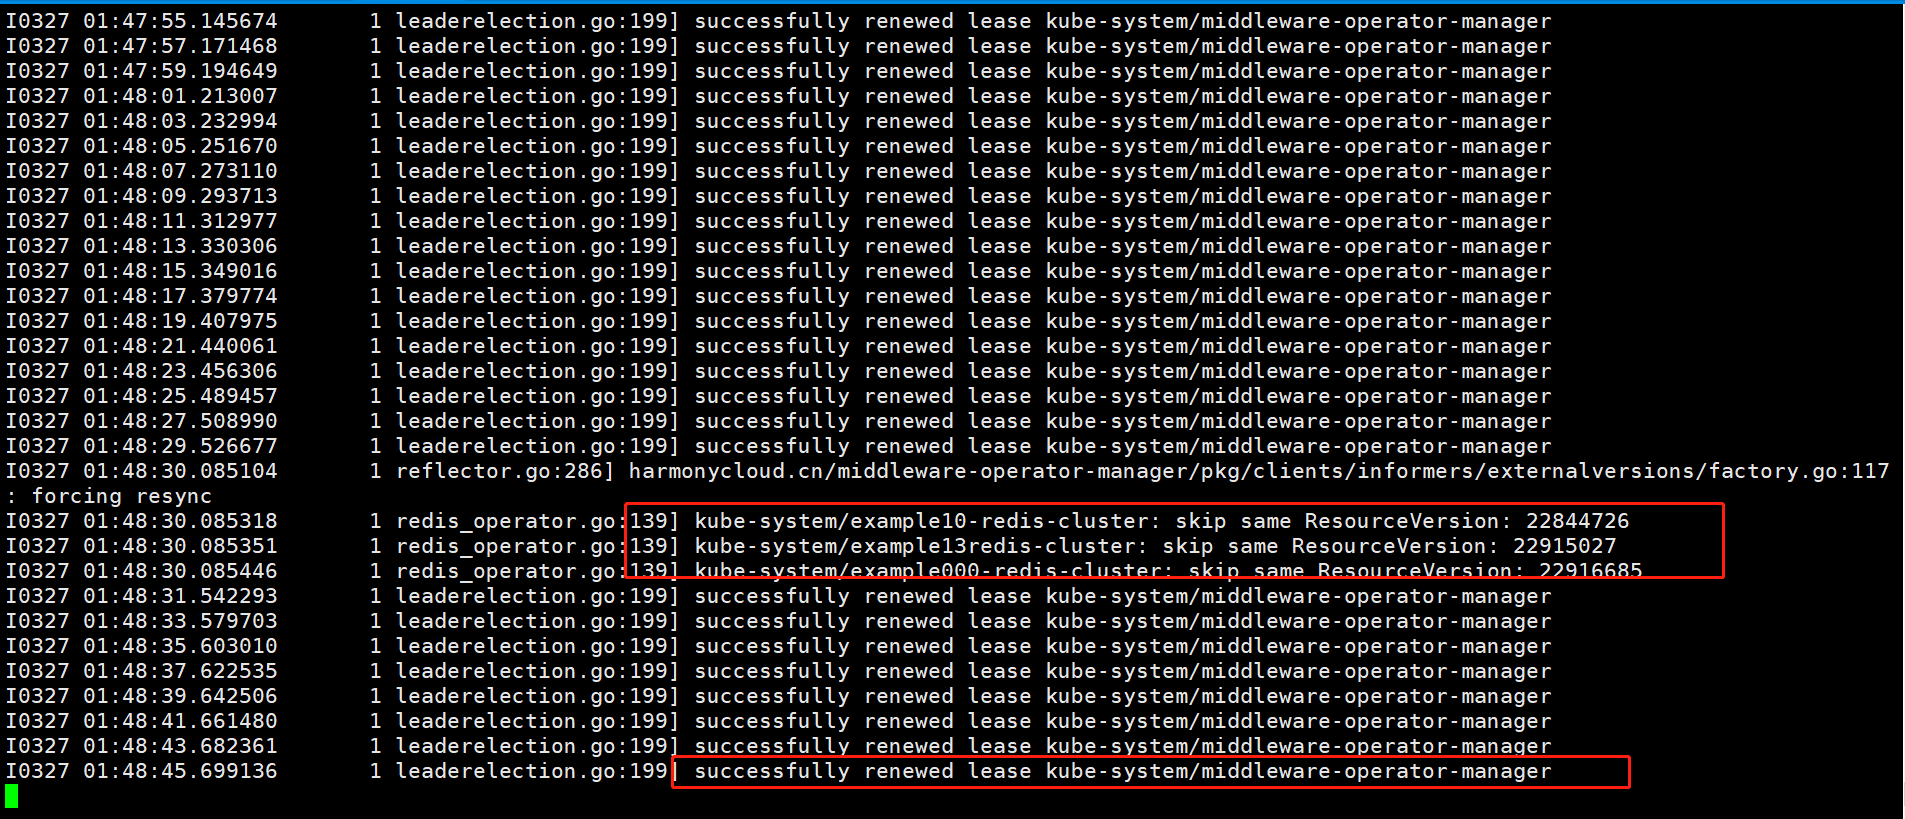 I0327 01:47:55.145674 1 leaderelection.go:199] successfully renewed lease kube-system/middleware-operator-manager
I0327 01:47:57.171468 1 leaderelection.go:199] successfully renewed lease kube-system/middleware-operator-manager
I0327 01:47:59.194649 1 leaderelection.go:199] successfully renewed lease kube-system/middleware-operator-manager
I0327 01:48:01.213007 1 leaderelection.go:199] successfully renewed lease kube-system/middleware-operator-manager
I0327 01:48:03.232994 1 leaderelection.go:199] successfully renewed lease kube-system/middleware-operator-manager
I0327 01:48:05.251670 1 leaderelection.go:199] successfully renewed lease kube-system/middleware-operator-manager
I0327 01:48:07.273110 1 leaderelection.go:199] successfully renewed lease kube-system/middleware-operator-manager
I0327 01:48:09.293713 1 leaderelection.go:199] successfully renewed lease kube-system/middleware-operator-manager
I0327 01:48:11.312977 1 leaderelection.go:199] successfully renewed lease kube-system/middleware-operator-manager
I0327 01:48:13.330306 1 leaderelection.go:199] successfully renewed lease kube-system/middleware-operator-manager
I0327 01:48:15.349016 1 leaderelection.go:199] successfully renewed lease kube-system/middleware-operator-manager
I0327 01:48:17.379774 1 leaderelection.go:199] successfully renewed lease kube-system/middleware-operator-manager
I0327 01:48:19.407975 1 leaderelection.go:199] successfully renewed lease kube-system/middleware-operator-manager
I0327 01:48:21.440061 1 leaderelection.go:199] successfully renewed lease kube-system/middleware-operator-manager
I0327 01:48:23.456306 1 leaderelection.go:199] successfully renewed lease kube-system/middleware-operator-manager
I0327 01:48:25.489457 1 leaderelection.go:199] successfully renewed lease kube-system/middleware-operator-manager
I0327 01:48:27.508990 1 leaderelection.go:199] successfully renewed lease kube-system/middleware-operator-manager
I0327 01:48:29.526677 1 leaderelection.go:199] successfully renewed lease kube-system/middleware-operator-manager
I0327 01:48:30.085104 1 reflector.go:286] harmonycloud.cn/middleware-operator-manager/pkg/clients/informers/externalversions/factory.go:117
: forcing resync
I0327 01:48:30.085318 1 redis_operator.go:139] kube-system/example10-redis-cluster: skip same ResourceVersion: 22844726
I0327 01:48:30.085351 1 redis_operator.go:139] kube-system/example13redis-cluster: skip same ResourceVersion: 22915027
I0327 01:48:30.085446 1 redis_operator.go:139] kube-system/example000-redis-cluster: skip same ResourceVersion: 22916685
I0327 01:48:31.542293 1 leaderelection.go:199] successfully renewed lease kube-system/middleware-operator-manager
I0327 01:48:33.579703 1 leaderelection.go:199] successfully renewed lease kube-system/middleware-operator-manager
I0327 01:48:35.603010 1 leaderelection.go:199] successfully renewed lease kube-system/middleware-operator-manager
I0327 01:48:37.622535 1 leaderelection.go:199] successfully renewed lease kube-system/middleware-operator-manager
I0327 01:48:39.642506 1 leaderelection.go:199] successfully renewed lease kube-system/middleware-operator-manager
I0327 01:48:41.661480 1 leaderelection.go:199] successfully renewed lease kube-system/middleware-operator-manager
I0327 01:48:43.682361 1 leaderelection.go:199] successfully renewed lease kube-system/middleware-operator-manager
I0327 01:48:45.699136 1 leaderelection.go:199] successfully renewed lease kube-system/middleware-operator-manager